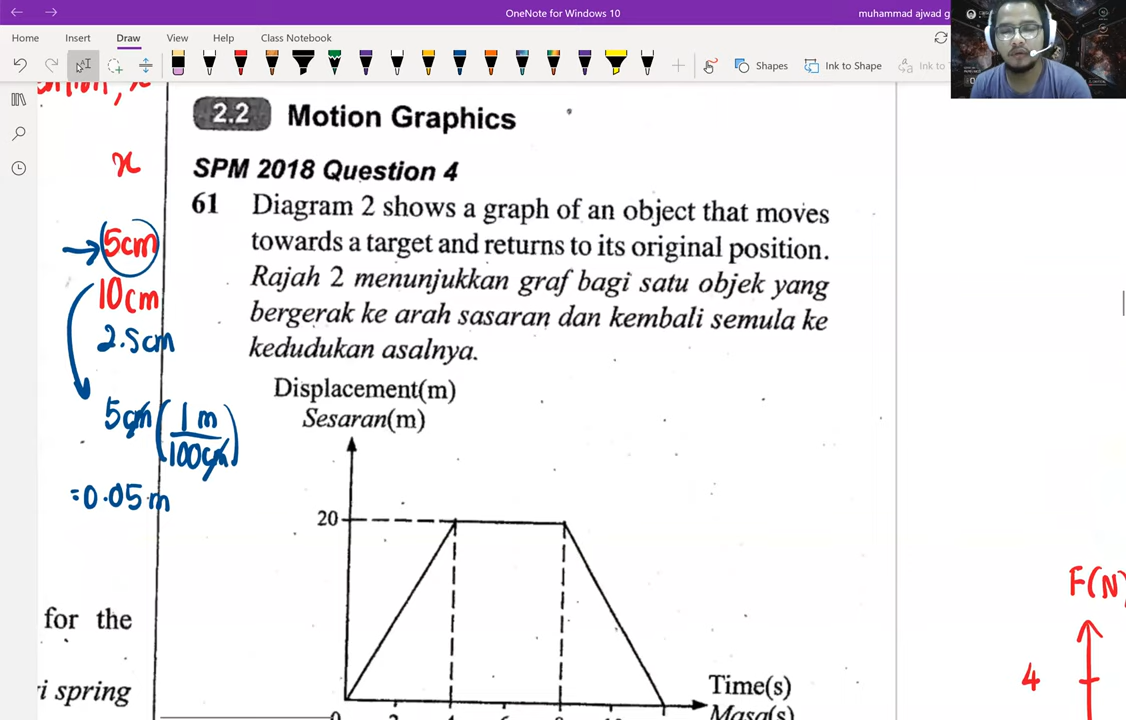 OneNote for Windows 10
muhammad ajwad g
Home Insert Draw View Help Class Notebook
Shapes Ink to Shape Ink to
x
5cm
10cm
2.5cm
5cm (1 m / 100cm)
=0.05m
for the
i spring
2.2 Motion Graphics
SPM 2018 Question 4
61 Diagram 2 shows a graph of an object that moves
towards a target and returns to its original position.
Rajah 2 menunjukkan graf bagi satu objek yang
bergerak ke arah sasaran dan kembali semula ke
kedudukan asalnya.
Displacement(m)
Sesaran(m)
20
Time(s)
Masa(s)
F(N)
4